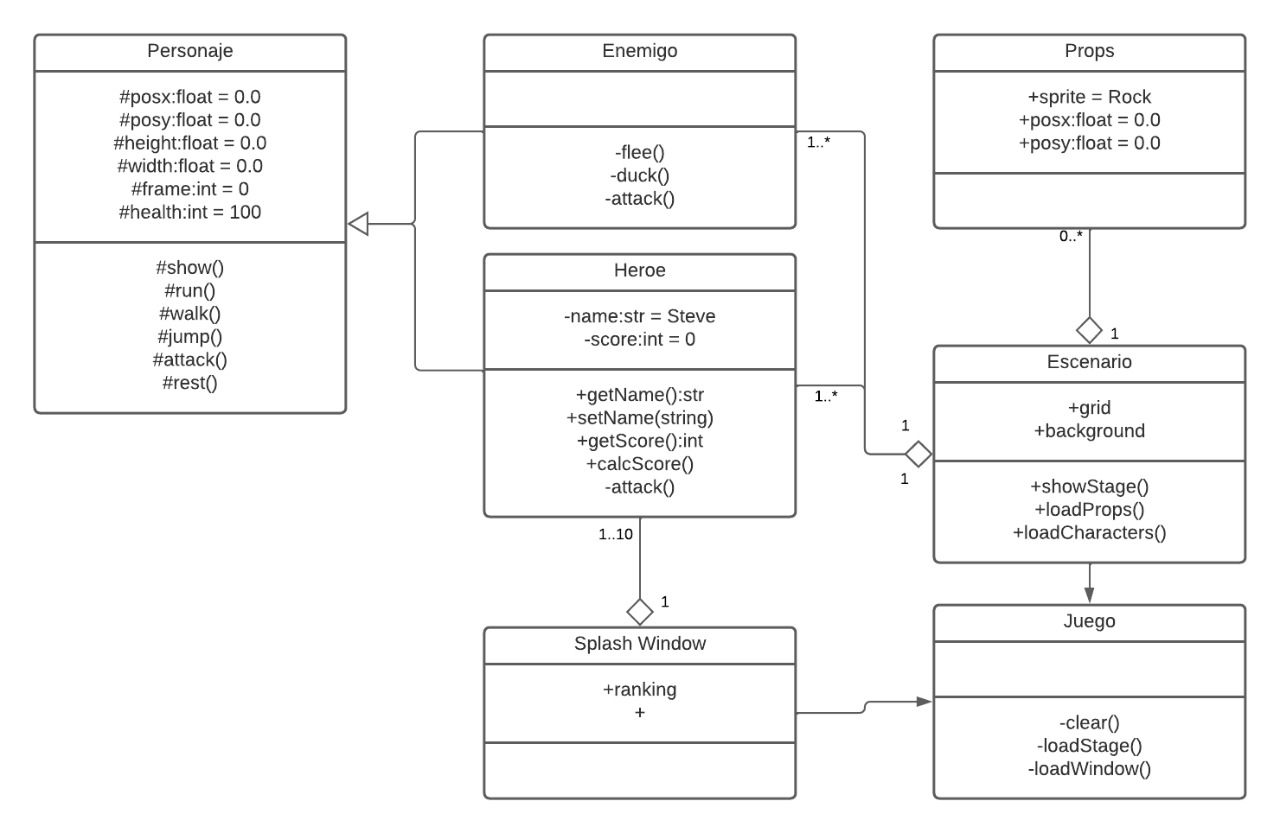 Personaje
#posx:float = 0.0
#posy:float = 0.0
#height:float = 0.0
#width:float = 0.0
#frame:int = 0
#health:int = 100
#show()
#run()
#walk()
#jump()
#attack()
#rest()
Enemigo
-flee()
-duck()
-attack()
1..*
Heroe
-name:str = Steve
-score:int = 0
+getName():str
+setName(string)
+getScore():int
+calcScore()
-attack()
1..*
1..10
1
Splash Window
+ranking
+
Props
+sprite = Rock
+posx:float = 0.0
+posy:float = 0.0
0..*
1
Escenario
+grid
+background
+showStage()
+loadProps()
+loadCharacters()
1
1
Juego
-clear()
-loadStage()
-loadWindow()